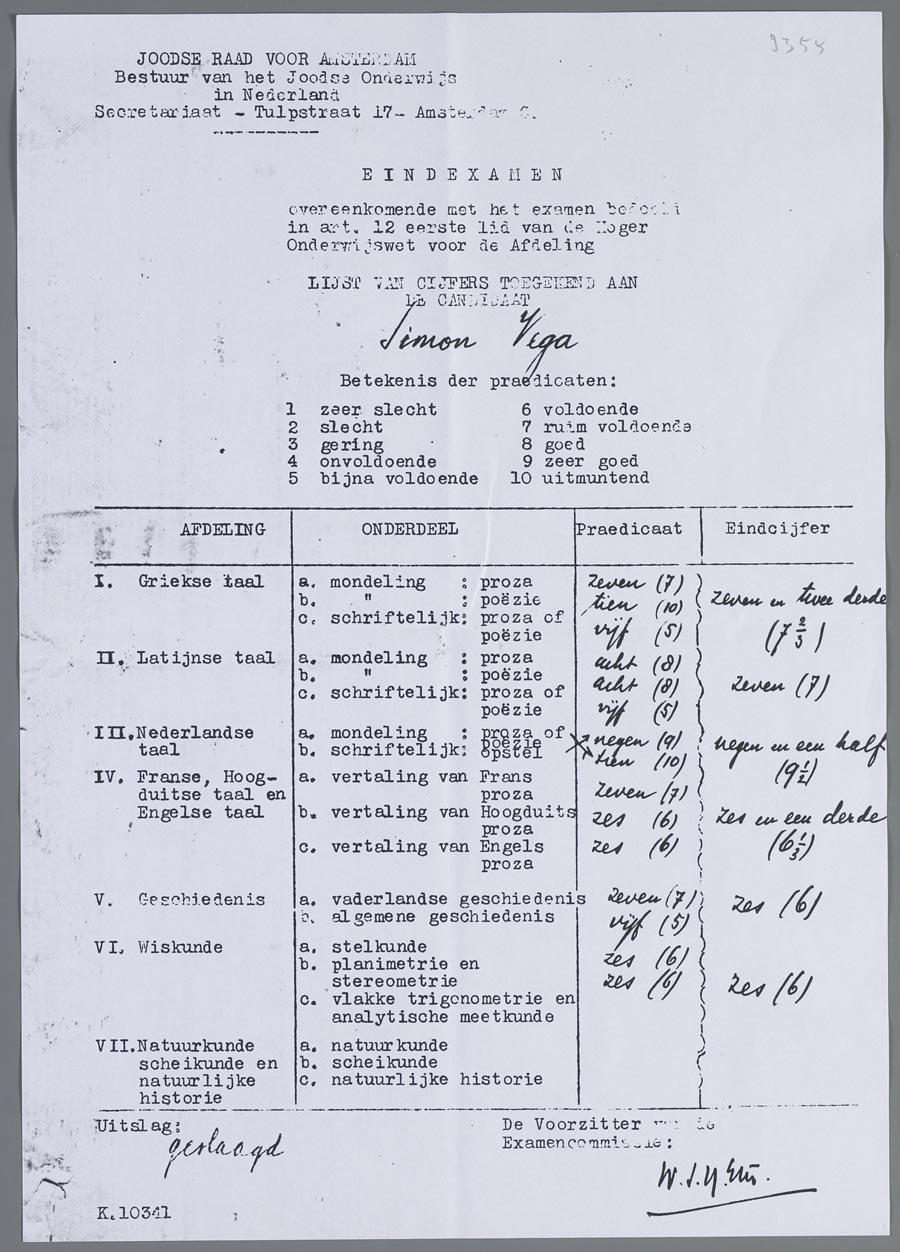 9355
JOODSE RAAD VOOR AMSTERDAM
Bestuur van het Joodse Onderwijs
in Nederland
Secretariaat - Tulpstraat 17- Amsterdam C.
EINDEXAMEN
overeenkomende met het examen bedoeld
in art. 12 eerste lid van de Hoger
Onderwijswet voor de Afdeling
LIJST VAN CIJFERS TOEGEKEND AAN
DE CANDIDAAT
Simon Vega
Betekenis der praedicaten:
1 zeer slecht 6 voldoende
2 slecht 7 ruim voldoende
3 gering 8 goed
4 onvoldoende 9 zeer goed
5 bijna voldoende 10 uitmuntend
AFDELING ONDERDEEL Praedicaat Eindcijfer
I. Griekse taal a. mondeling : proza zeven (7)
b. " : poëzie tien (10) zeven en twee derde
c. schriftelijk: proza of vijf (5) (7 2/3)
poëzie
II. Latijnse taal a. mondeling : proza acht (8)
b. " : poëzie acht (8) zeven (7)
c. schriftelijk: proza of vijf (5)
poëzie
III. Nederlandse a. mondeling : proza of negen (9) negen en een half
poëzie
taal b. schriftelijk: opstel tien (10) (9 1/2)
IV. Franse, Hoog- a. vertaling van Frans
duitse taal en proza zeven (7)
Engelse taal b. vertaling van Hoogduits zes (6) zes en een derde
proza
c. vertaling van Engels zes (6) (6 1/3)
proza
V. Geschiedenis a. vaderlandse geschiedenis zeven (7) zes (6)
b. algemene geschiedenis vijf (5)
VI. Wiskunde a. stelkunde zes (6)
b. planimetrie en
stereometrie zes (6) zes (6)
c. vlakke trigonometrie en
analytische meetkunde
VII. Natuurkunde a. natuurkunde
scheikunde en b. scheikunde
natuurlijke c. natuurlijke historie
historie
Uitslag: De Voorzitter van de
geslaagd Examencommissie:
K.10341